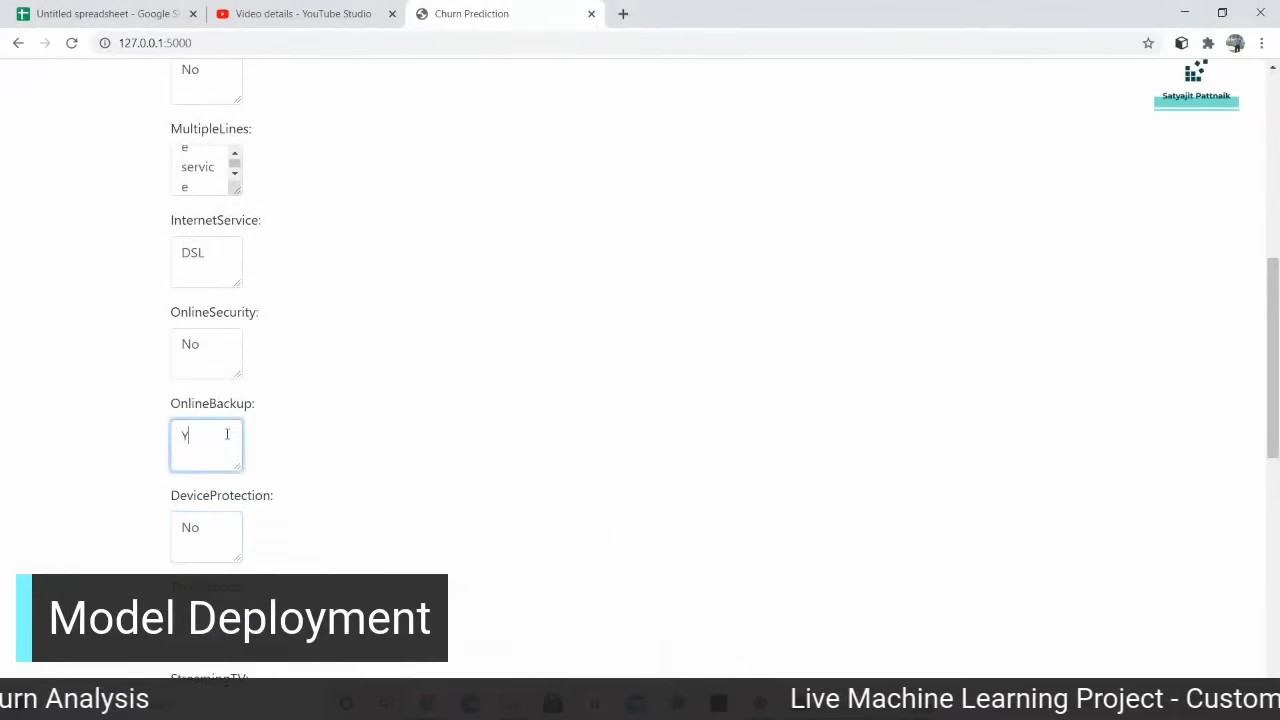 Untitled spreadsheet - Google S
Video details - YouTube Studio
Churn Prediction
127.0.0.1:5000
No
Satyajit Pattnaik
MultipleLines:
e
servic
e
InternetService:
DSL
OnlineSecurity:
No
OnlineBackup:
Y
DeviceProtection:
No
Model Deployment
StreamingTV:
urn Analysis
Live Machine Learning Project - Custom